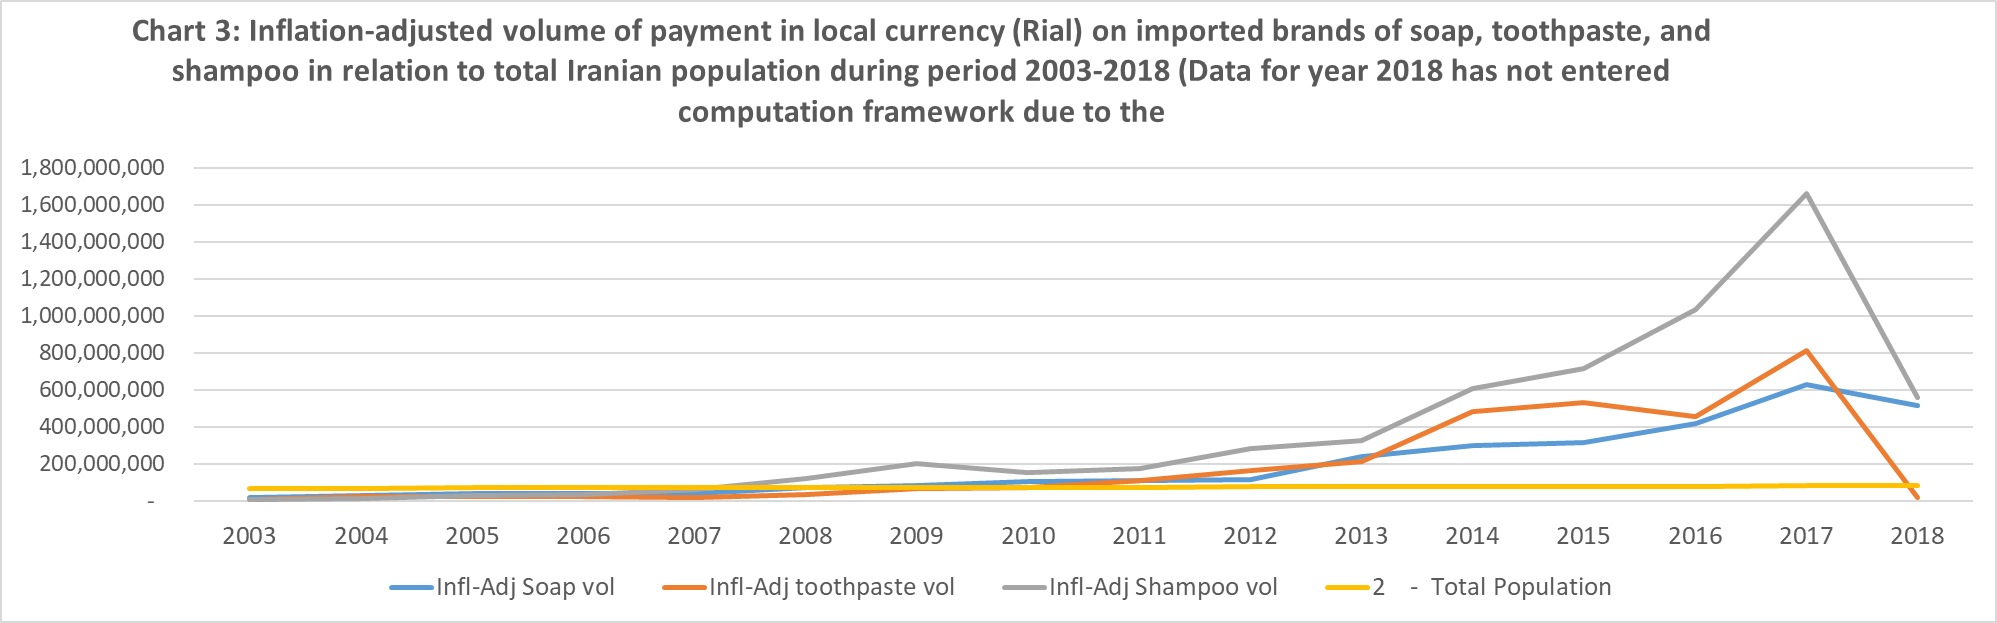 Chart 3: Inflation-adjusted volume of payment in local currency (Rial) on imported brands of soap, toothpaste, and
shampoo in relation to total Iranian population during period 2003-2018 (Data for year 2018 has not entered
computation framework due to the
1,800,000,000
1,600,000,000
1,400,000,000
1,200,000,000
1,000,000,000
800,000,000
600,000,000
400,000,000
200,000,000
-
2003 2004 2005 2006 2007 2008 2009 2010 2011 2012 2013 2014 2015 2016 2017 2018
Infl-Adj Soap vol Infl-Adj toothpaste vol Infl-Adj Shampoo vol 2 - Total Population